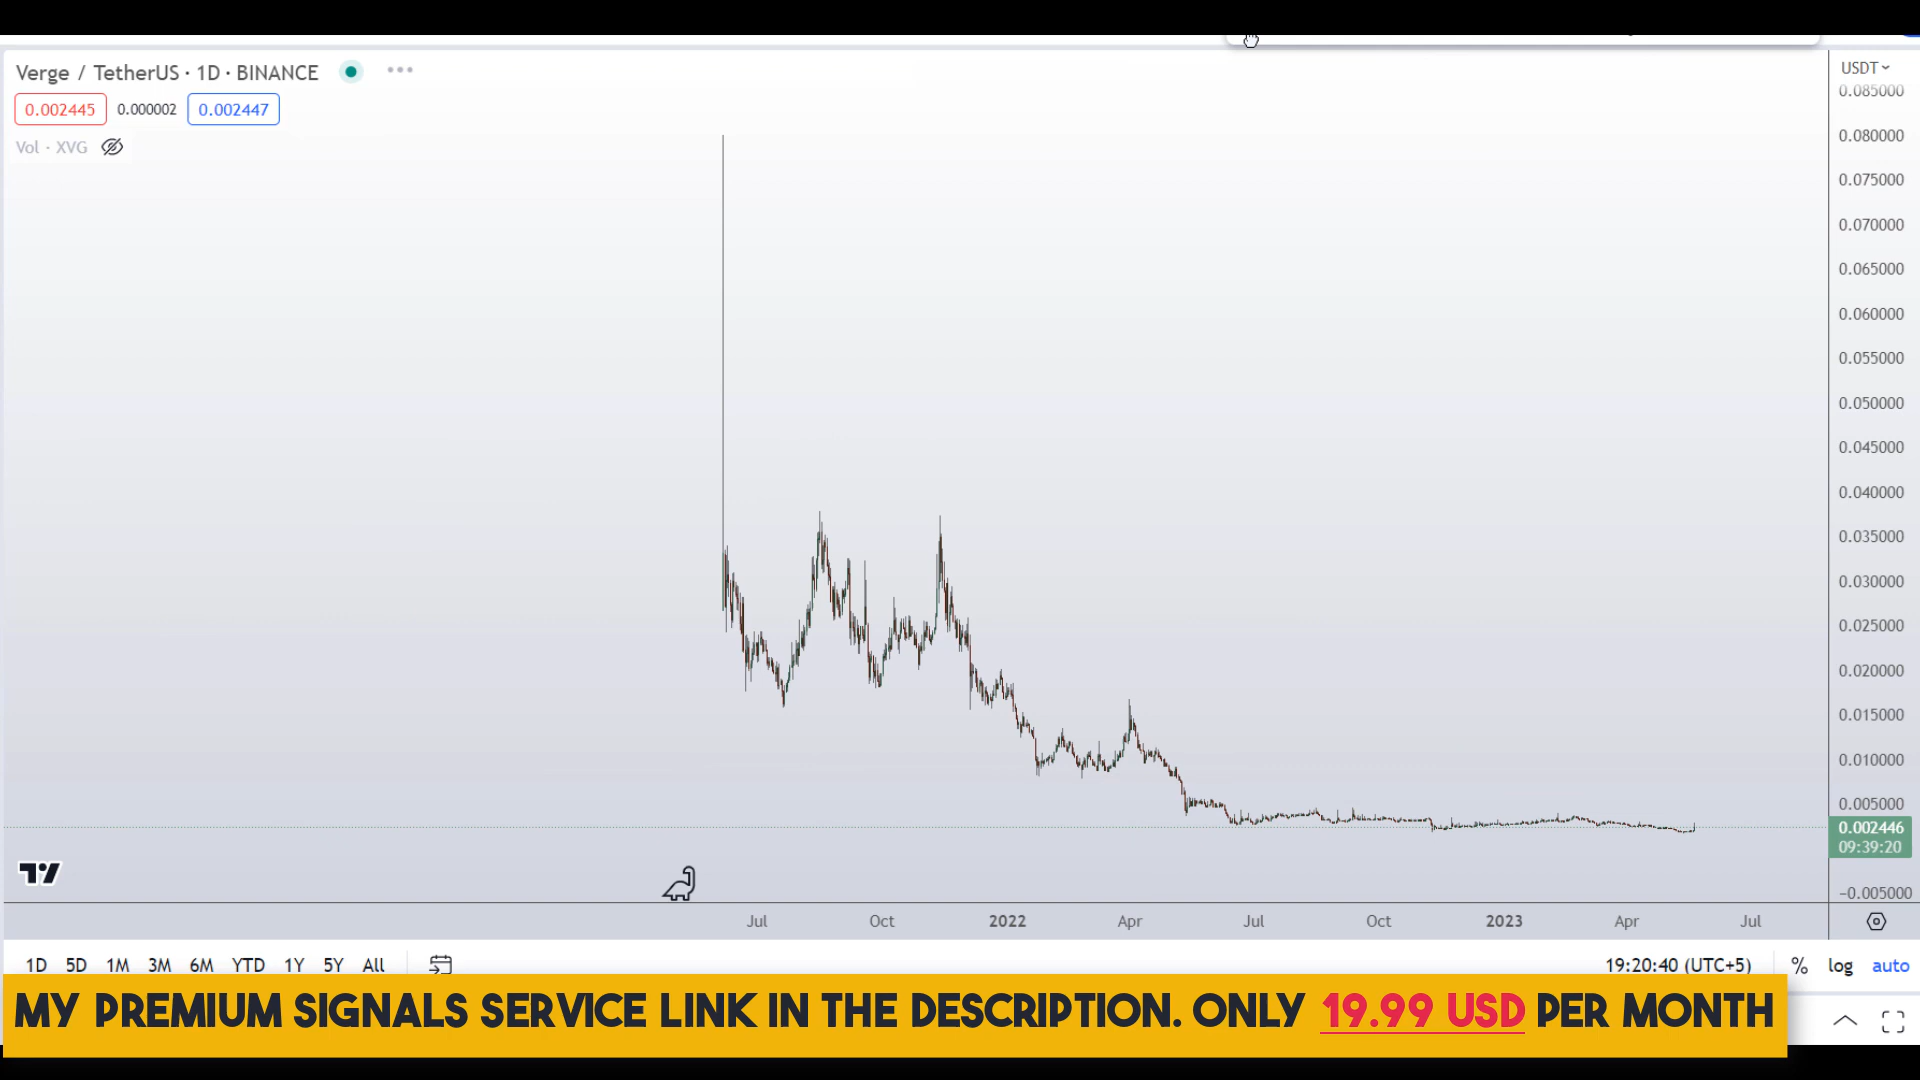 Verge / TetherUS · 1D · BINANCE
0.002445 0.000002 0.002447
Vol · XVG
USDT
0.085000
0.080000
0.075000
0.070000
0.065000
0.060000
0.055000
0.050000
0.045000
0.040000
0.035000
0.030000
0.025000
0.020000
0.015000
0.010000
0.005000
0.002446
09:39:20
−0.005000
Jul Oct 2022 Apr Jul Oct 2023 Apr Jul
1D 5D 1M 3M 6M YTD 1Y 5Y All 19:20:40 (UTC+5) % log auto
MY PREMIUM SIGNALS SERVICE LINK IN THE DESCRIPTION. ONLY 19.99 USD PER MONTH